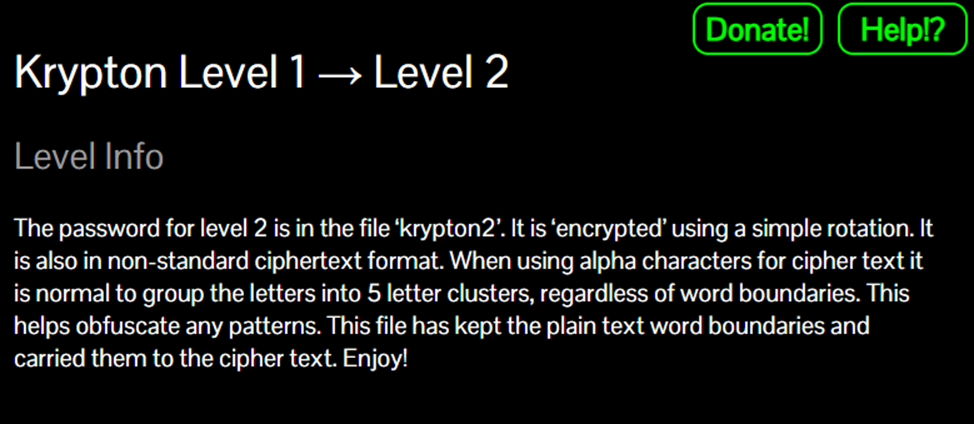 Donate! Help!?
Krypton Level 1 → Level 2
Level Info
The password for level 2 is in the file ‘krypton2’. It is ‘encrypted’ using a simple rotation. It
is also in non-standard ciphertext format. When using alpha characters for cipher text it
is normal to group the letters into 5 letter clusters, regardless of word boundaries. This
helps obfuscate any patterns. This file has kept the plain text word boundaries and
carried them to the cipher text. Enjoy!